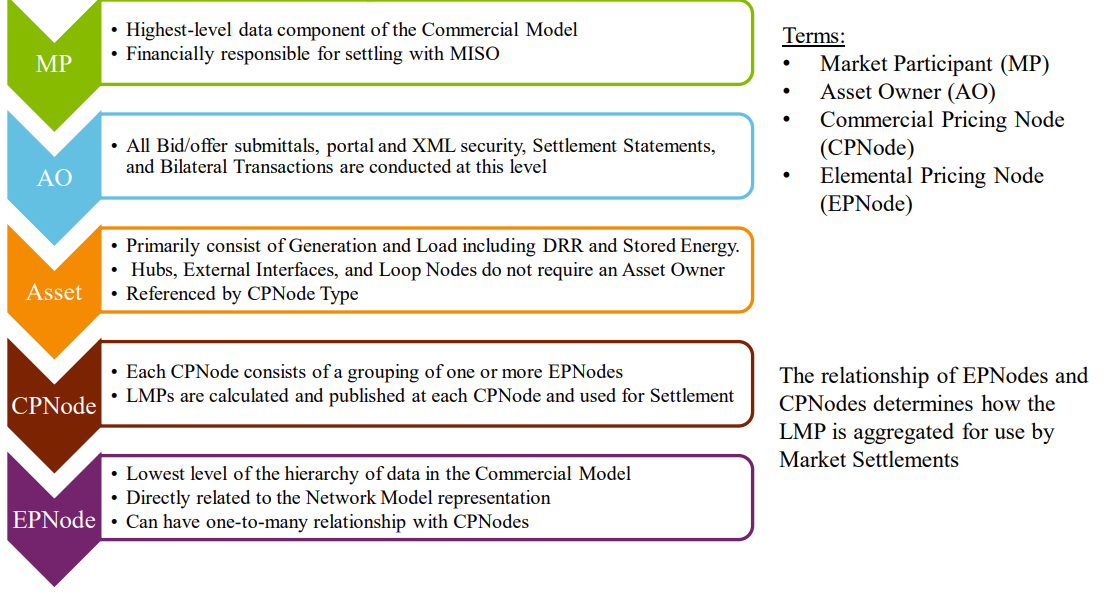 MP
• Highest-level data component of the Commercial Model
• Financially responsible for settling with MISO
AO
• All Bid/offer submittals, portal and XML security, Settlement Statements,
and Bilateral Transactions are conducted at this level
Asset
• Primarily consist of Generation and Load including DRR and Stored Energy.
• Hubs, External Interfaces, and Loop Nodes do not require an Asset Owner
• Referenced by CPNode Type
CPNode
• Each CPNode consists of a grouping of one or more EPNodes
• LMPs are calculated and published at each CPNode and used for Settlement
EPNode
• Lowest level of the hierarchy of data in the Commercial Model
• Directly related to the Network Model representation
• Can have one-to-many relationship with CPNodes
Terms:
• Market Participant (MP)
• Asset Owner (AO)
• Commercial Pricing Node
(CPNode)
• Elemental Pricing Node
(EPNode)
The relationship of EPNodes and
CPNodes determines how the
LMP is aggregated for use by
Market Settlements